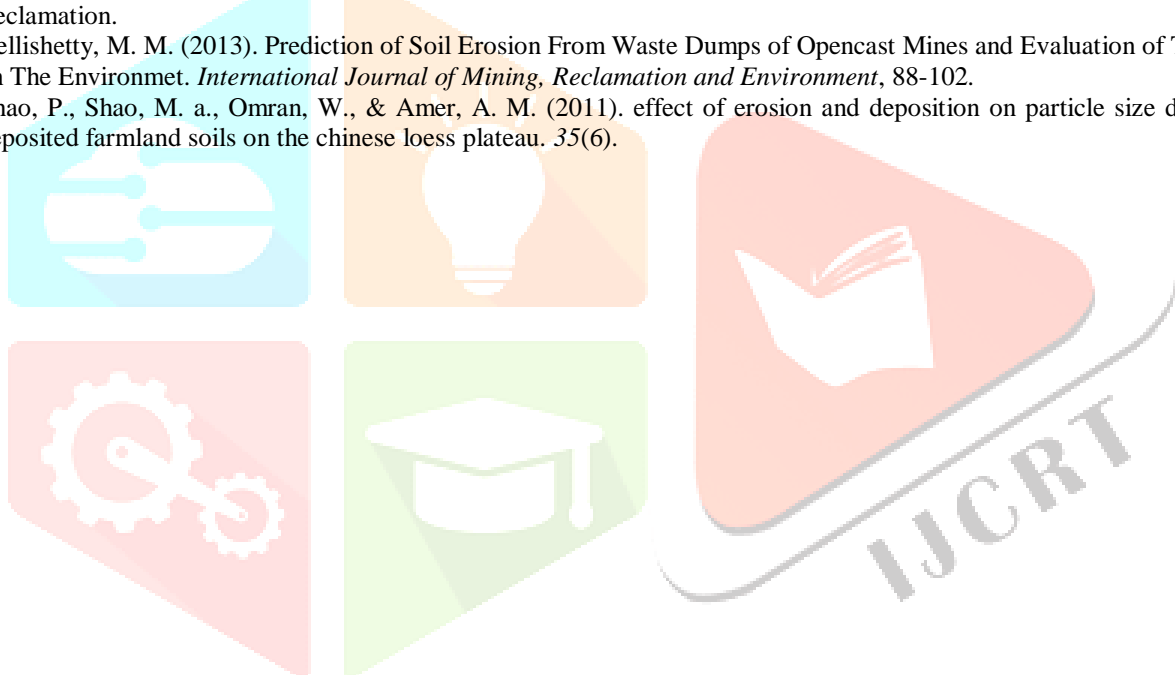 eclamation.
ellishetty, M. M. (2013). Prediction of Soil Erosion From Waste Dumps of Opencast Mines and Evaluation of
n The Environmet. International Journal of Mining, Reclamation and Environment, 88-102.
hao, P., Shao, M. a., Omran, W., & Amer, A. M. (2011). effect of erosion and deposition on particle size d
eposited farmland soils on the chinese loess plateau. 35(6).
IJCRT